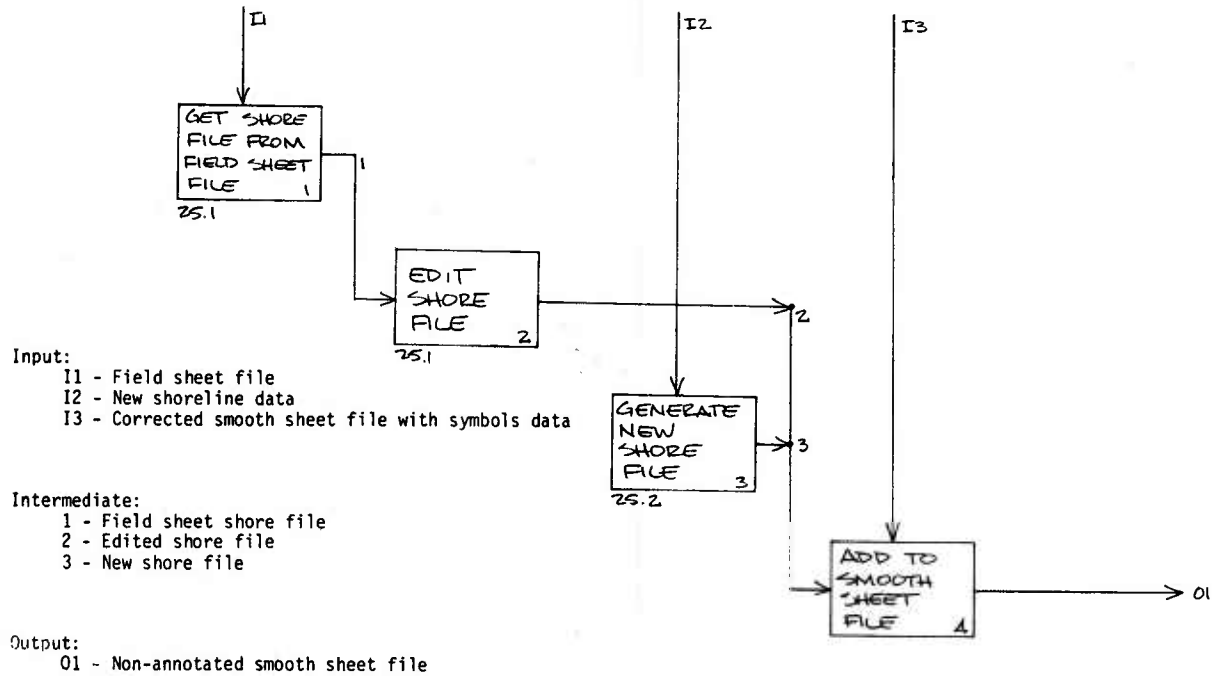 I1
I2
I3
GET SHORE
FILE FROM
FIELD SHEET
FILE 1
25.1
1
EDIT
SHORE
FILE 2
25.1
2
Input:
I1 - Field sheet file
I2 - New shoreline data
I3 - Corrected smooth sheet file with symbols data
GENERATE
NEW
SHORE
FILE 3
25.2
3
Intermediate:
1 - Field sheet shore file
2 - Edited shore file
3 - New shore file
ADD TO
SMOOTH
SHEET
FILE 4
O1
Output:
O1 - Non-annotated smooth sheet file